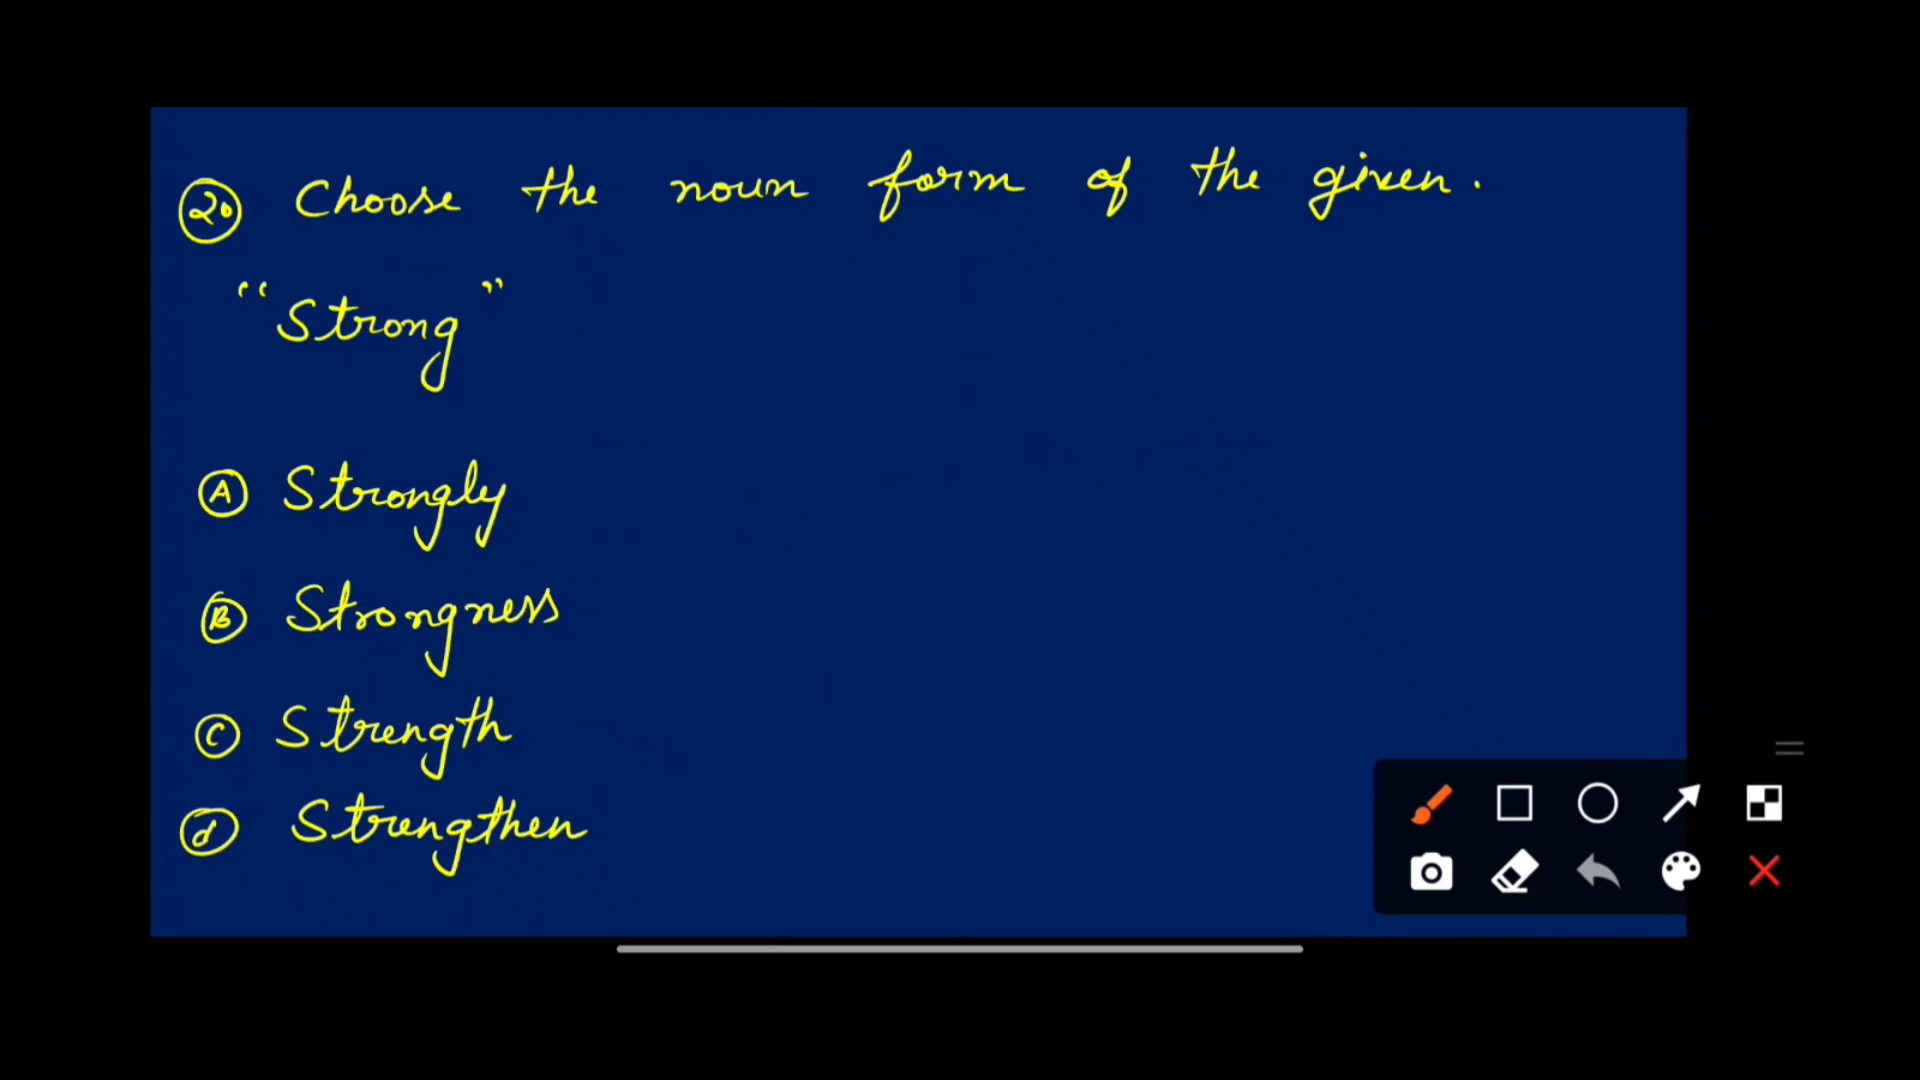 20 Choose the noun form of the given.
"Strong"
A Strongly
B Strongness
C Strength
d Strengthen